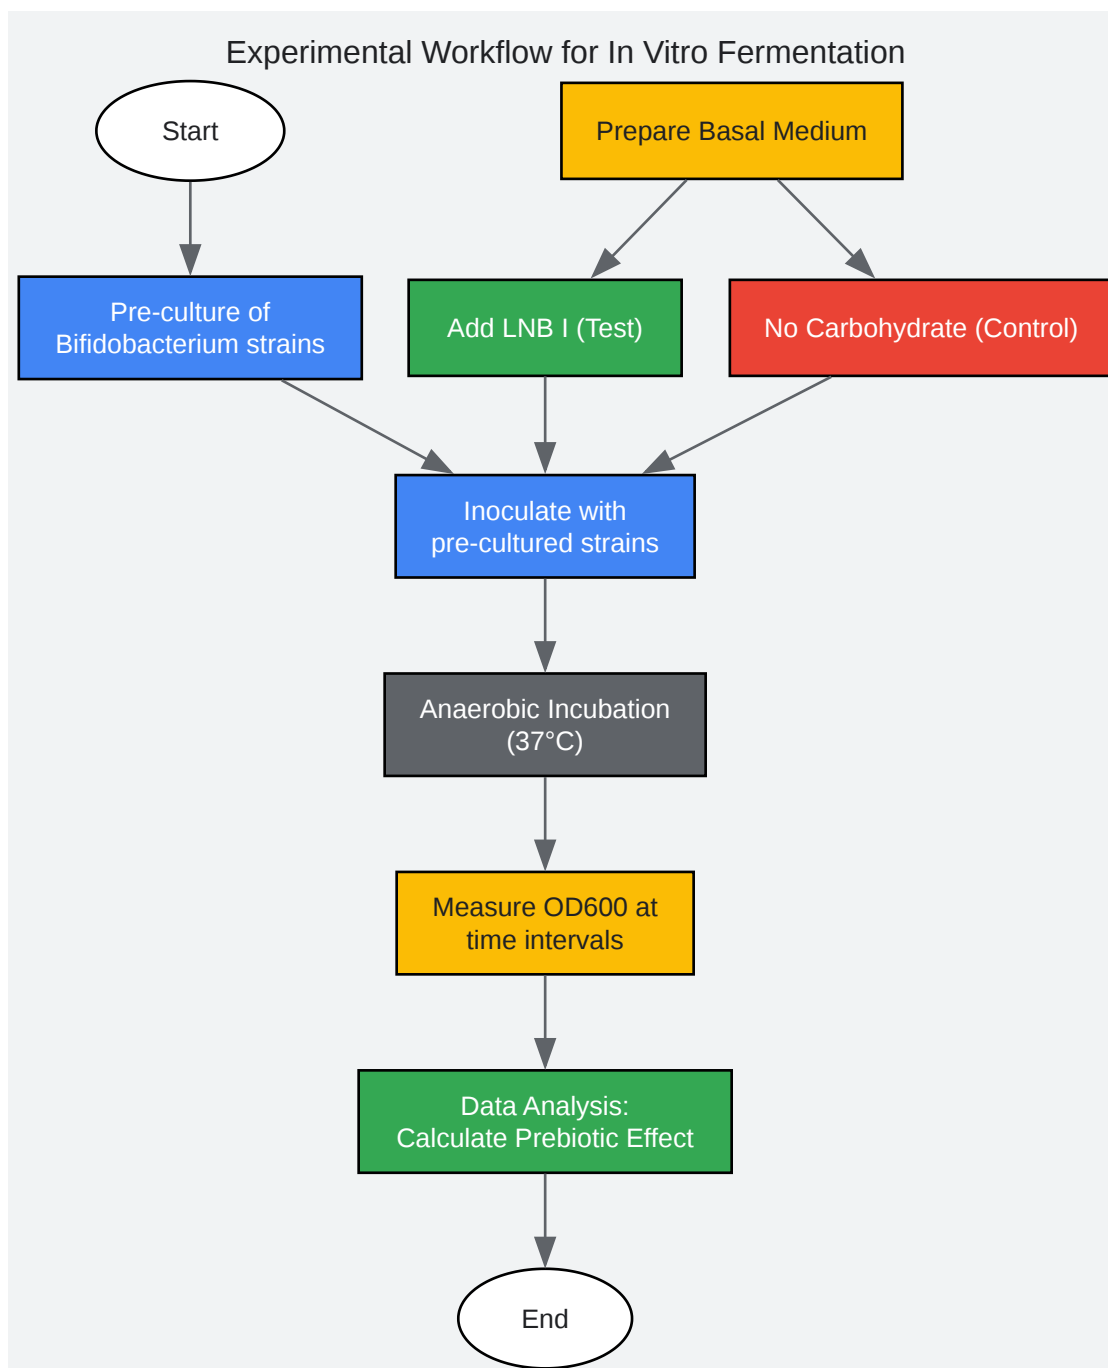 Experimental Workflow for In Vitro Fermentation
Start
Prepare Basal Medium
Pre-culture of
Bifidobacterium strains
Add LNB I (Test)
No Carbohydrate (Control)
Inoculate with
pre-cultured strains
Anaerobic Incubation
(37°C)
Measure OD600 at
time intervals
Data Analysis:
Calculate Prebiotic Effect
End